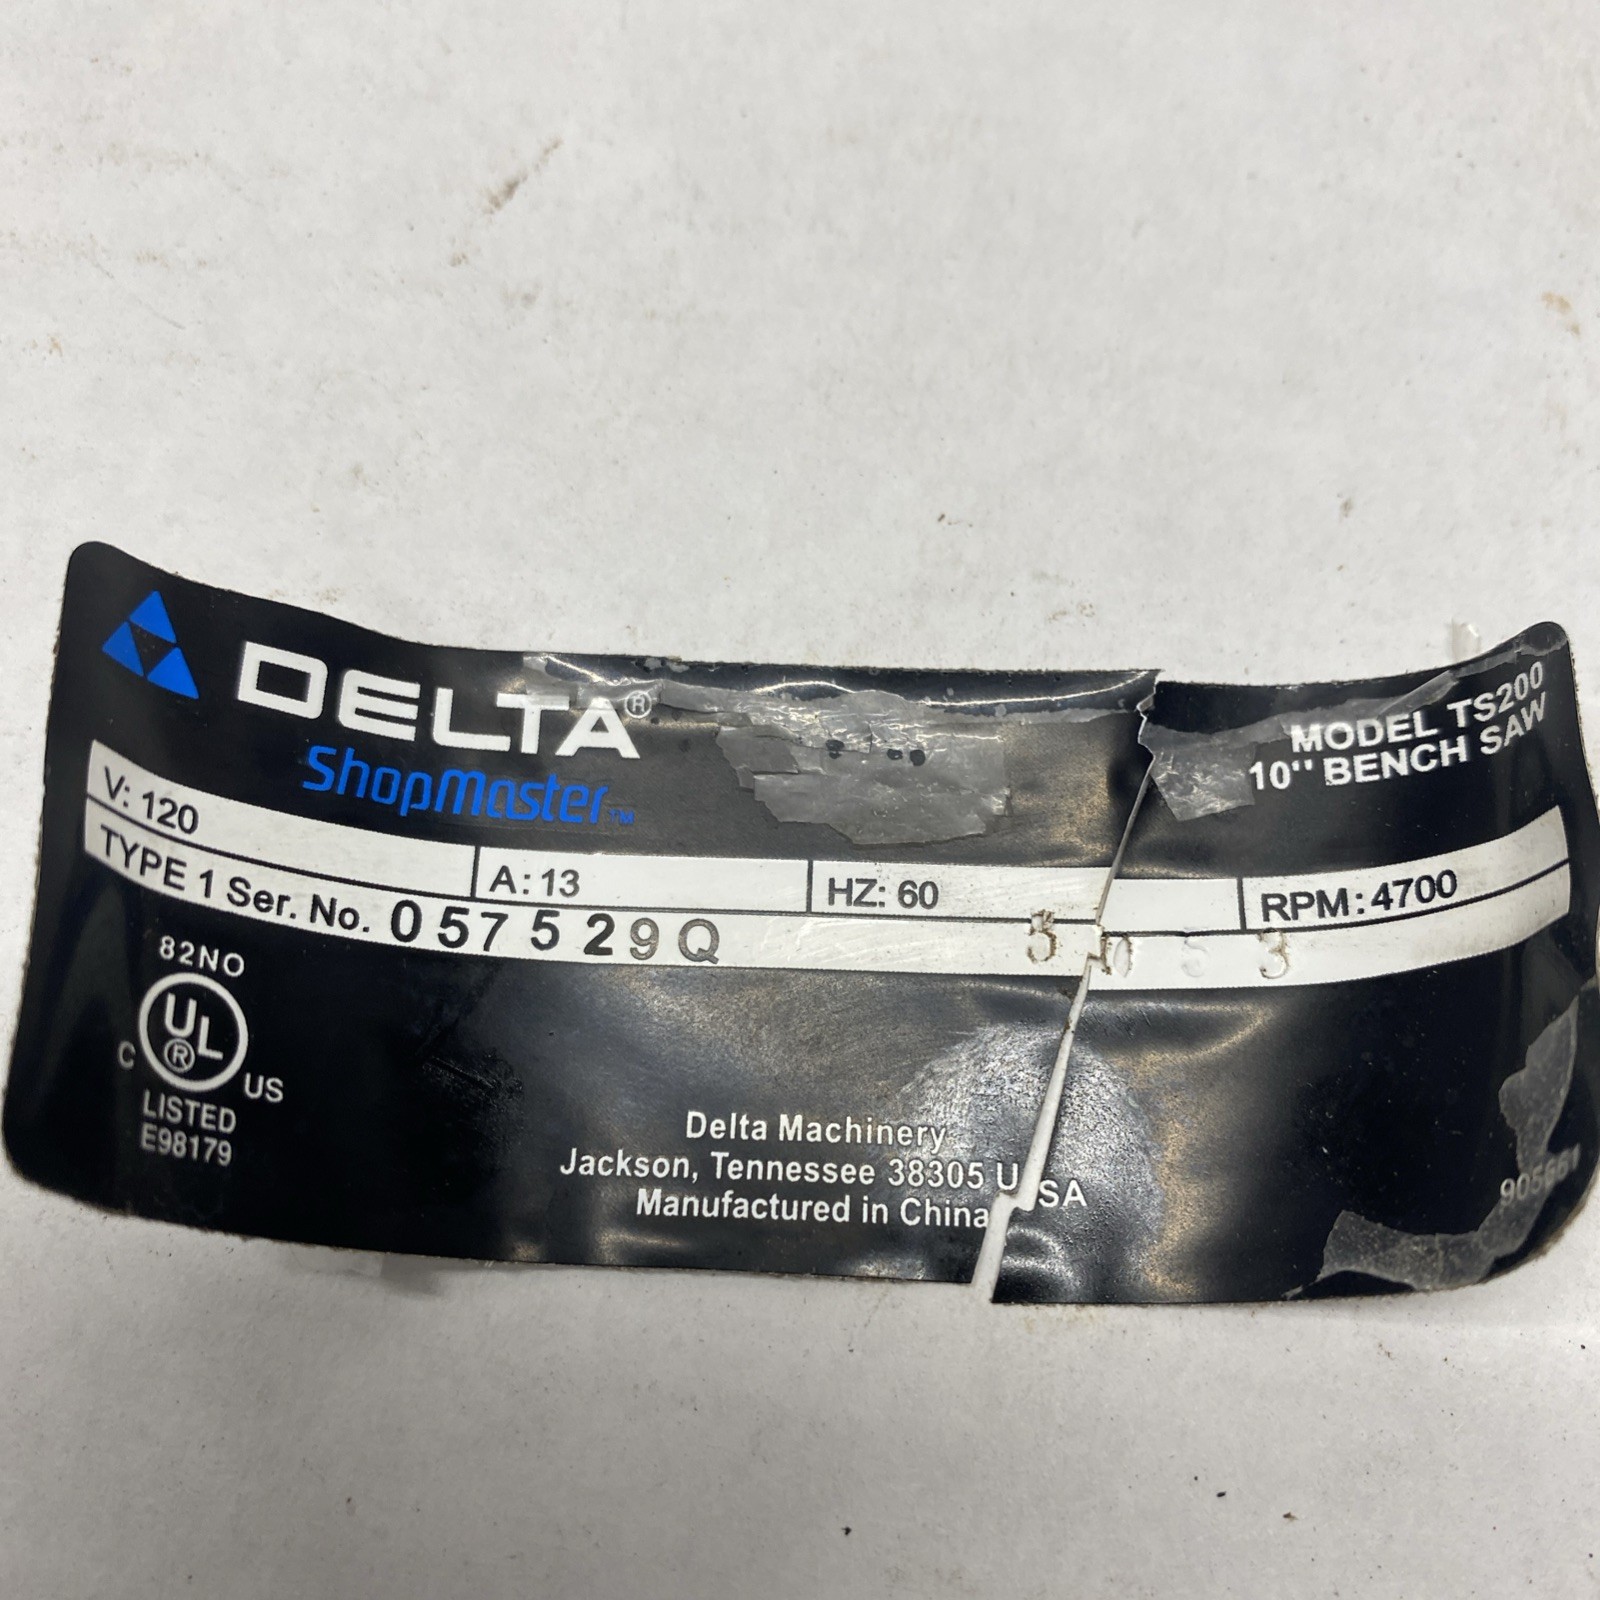 DELTA®
ShopMaster™
MODEL TS200
10" BENCH SAW
V: 120 A: 13 HZ: 60 RPM: 4700
TYPE 1 Ser. No. 057529Q
82NO
UL®
C US
LISTED
E98179
Delta Machinery
Jackson, Tennessee 38305 USA
Manufactured in China